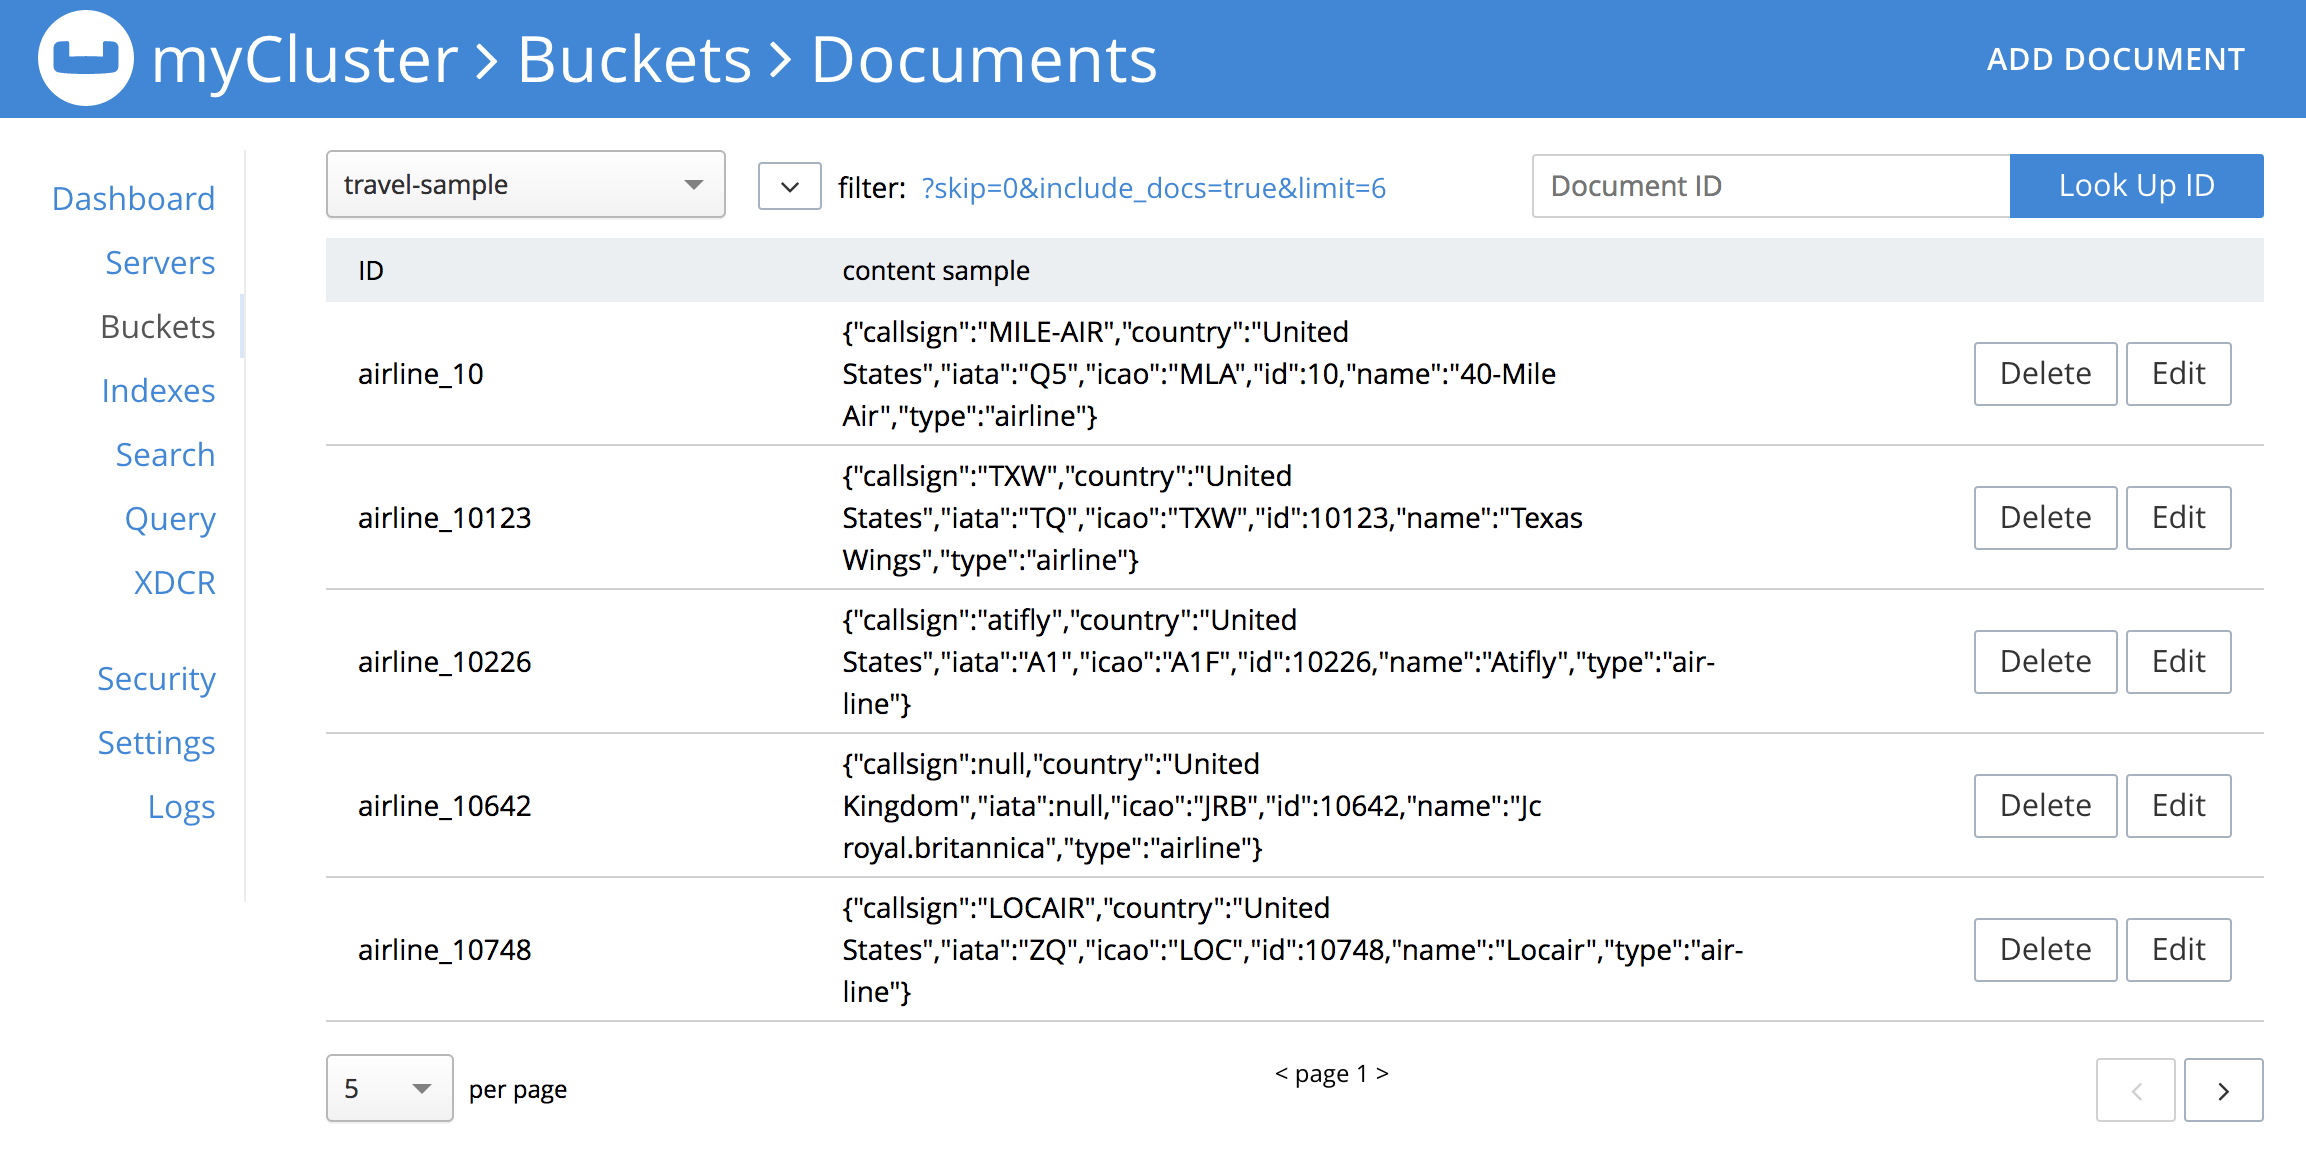 myCluster > Buckets > Documents
ADD DOCUMENT
Dashboard
Servers
Buckets
Indexes
Search
Query
XDCR
Security
Settings
Logs
travel-sample
filter: ?skip=0&include_docs=true&limit=6
Document ID
Look Up ID
ID
content sample
airline_10
{"callsign":"MILE-AIR","country":"United
States","iata":"Q5","icao":"MLA","id":10,"name":"40-Mile
Air","type":"airline"}
Delete
Edit
airline_10123
{"callsign":"TXW","country":"United
States","iata":"TQ","icao":"TXW","id":10123,"name":"Texas
Wings","type":"airline"}
Delete
Edit
airline_10226
{"callsign":"atifly","country":"United
States","iata":"A1","icao":"A1F","id":10226,"name":"Atifly","type":"air-
line"}
Delete
Edit
airline_10642
{"callsign":null,"country":"United
Kingdom","iata":null,"icao":"JRB","id":10642,"name":"Jc
royal.britannica","type":"airline"}
Delete
Edit
airline_10748
{"callsign":"LOCAIR","country":"United
States","iata":"ZQ","icao":"LOC","id":10748,"name":"Locair","type":"air-
line"}
Delete
Edit
5
per page
< page 1 >